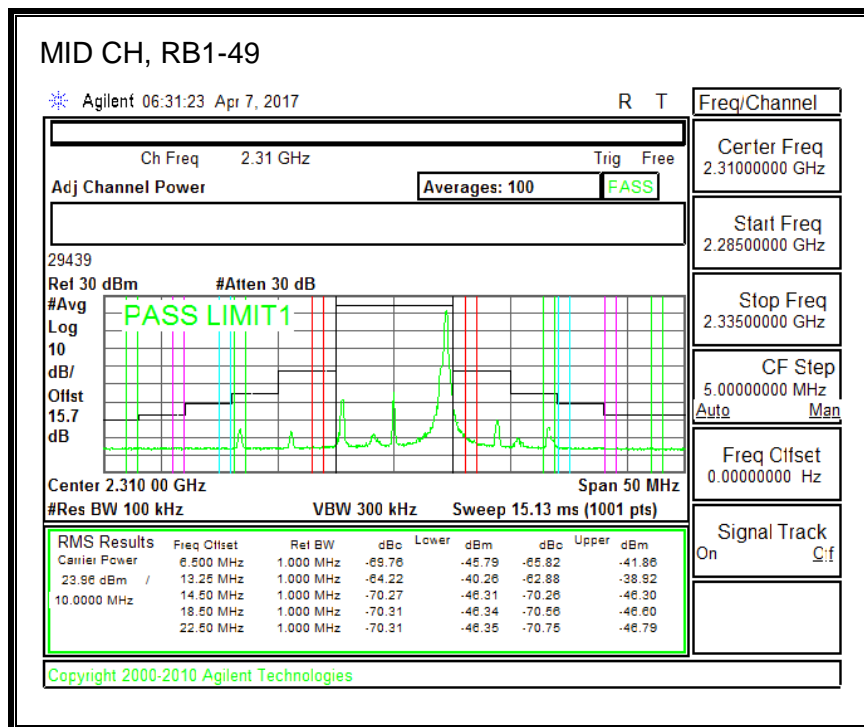 MID CH, RB1-49
Agilent 06:31:23 Apr 7, 2017 R T
Freq/Channel
Ch Freq 2.31 GHz Trig Free
Adj Channel Power Averages: 100 PASS
Center Freq
2.31000000 GHz
Start Freq
2.28500000 GHz
Stop Freq
2.33500000 GHz
CF Step
5.00000000 MHz
Auto Man
Freq Offset
0.00000000 Hz
Signal Track
On Off
29439
Ref 30 dBm #Atten 30 dB
#Avg
Log
10
dB/
Offst
15.7
dB
PASS LIMIT1
Center 2.310 00 GHz Span 50 MHz
#Res BW 100 kHz VBW 300 kHz Sweep 15.13 ms (1001 pts)
RMS Results Freq Offset Ref BW dBc Lower dBm dBc Upper dBm
Carrier Power 6.500 MHz 1.000 MHz -69.76 -45.79 -65.82 -41.86
23.96 dBm / 13.25 MHz 1.000 MHz -64.22 -40.26 -62.88 -38.92
10.0000 MHz 14.50 MHz 1.000 MHz -70.27 -46.31 -70.26 -46.30
18.50 MHz 1.000 MHz -70.31 -46.34 -70.56 -46.60
22.50 MHz 1.000 MHz -70.31 -46.35 -70.75 -46.79
Copyright 2000-2010 Agilent Technologies